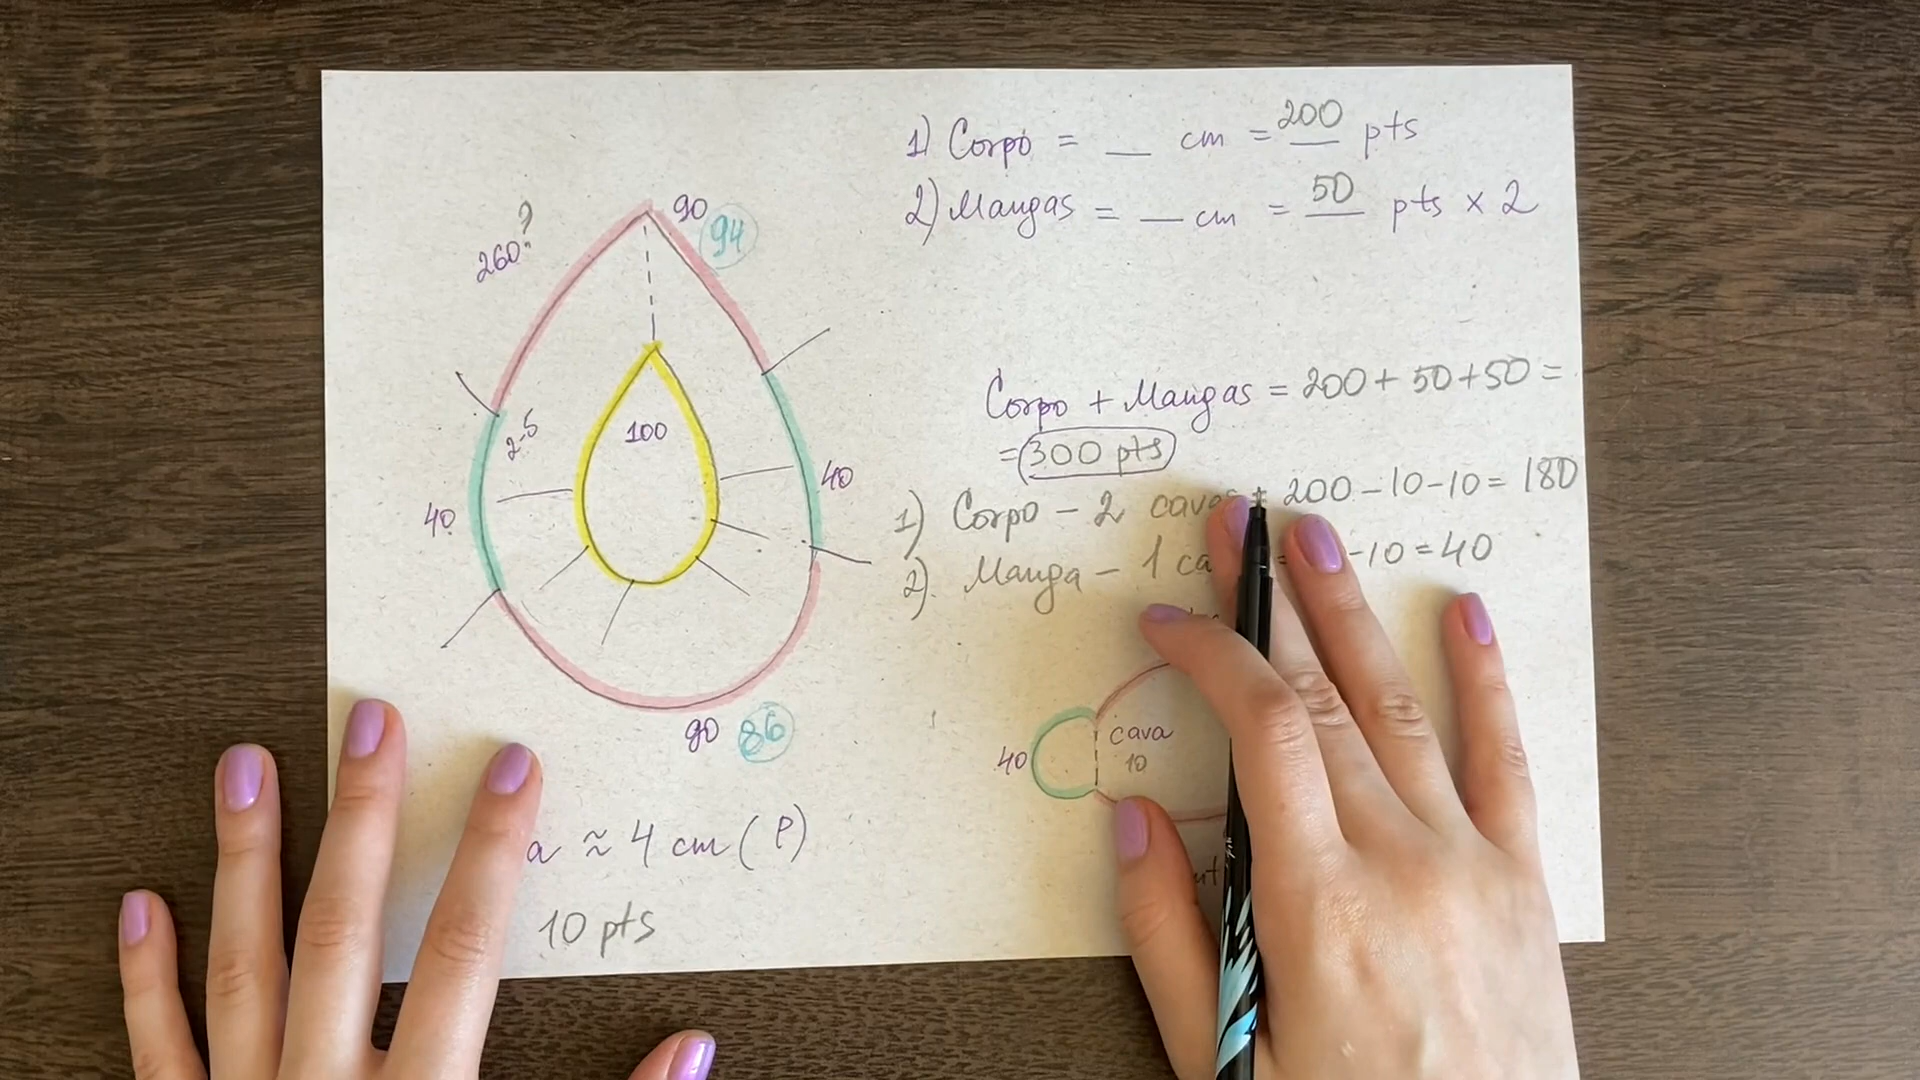 1) Corpo = __ cm = 200 pts
2) Mangas = __ cm = 50 pts x 2
90
94
260?
Corpo + Mangas = 200 + 50 + 50 =
= 300 pts
100
2-5
40
40
1) Corpo - 2 cavas = 200 - 10 - 10 = 180
2) Manga - 1 = -10 = 40
90 86
40
cava
10
a ≈ 4 cm (P)
10 pts